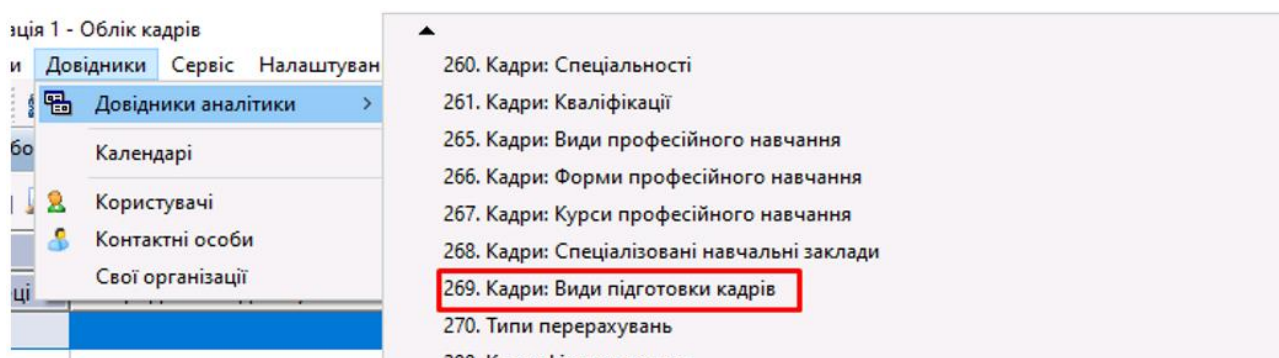 ація 1 - Облік кадрів
и Довідники Сервіс Налаштуван
Довідники аналітики
бо
Календарі
Користувачі
Контактні особи
Свої організації
ці
260. Кадри: Спеціальності
261. Кадри: Кваліфікації
265. Кадри: Види професійного навчання
266. Кадри: Форми професійного навчання
267. Кадри: Курси професійного навчання
268. Кадри: Спеціалізовані навчальні заклади
269. Кадри: Види підготовки кадрів
270. Типи перерахувань